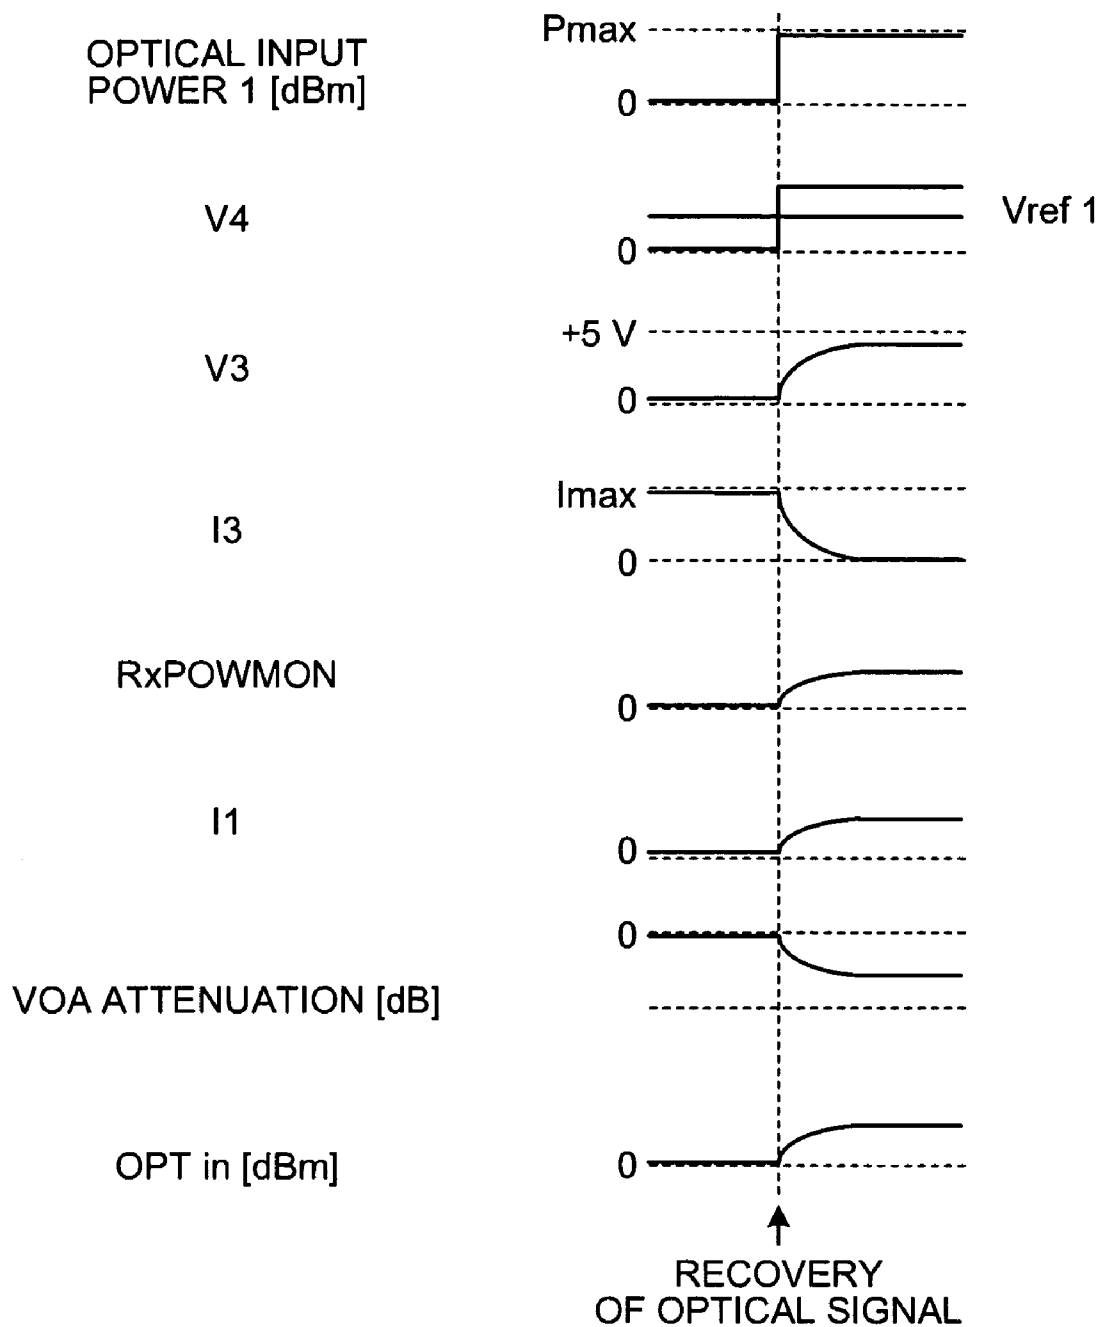 Pmax
OPTICAL INPUT
POWER 1 [dBm]
0
V4
Vref 1
0
+5 V
V3
0
Imax
I3
0
RxPOWMON
0
I1
0
0
VOA ATTENUATION [dB]
OPT in [dBm]
0
RECOVERY
OF OPTICAL SIGNAL